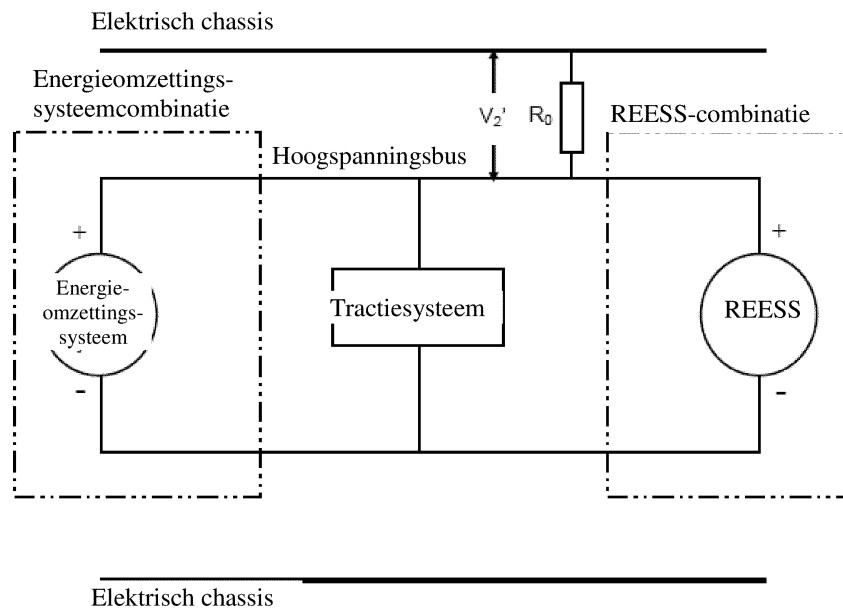 Elektrisch chassis
Energieomzettings-
systeemcombinatie
V₂'
R₀
REESS-combinatie
Hoogspanningsbus
+
+
Energie-
omzettings-
systeem
Tractiesysteem
REESS
-
-
Elektrisch chassis